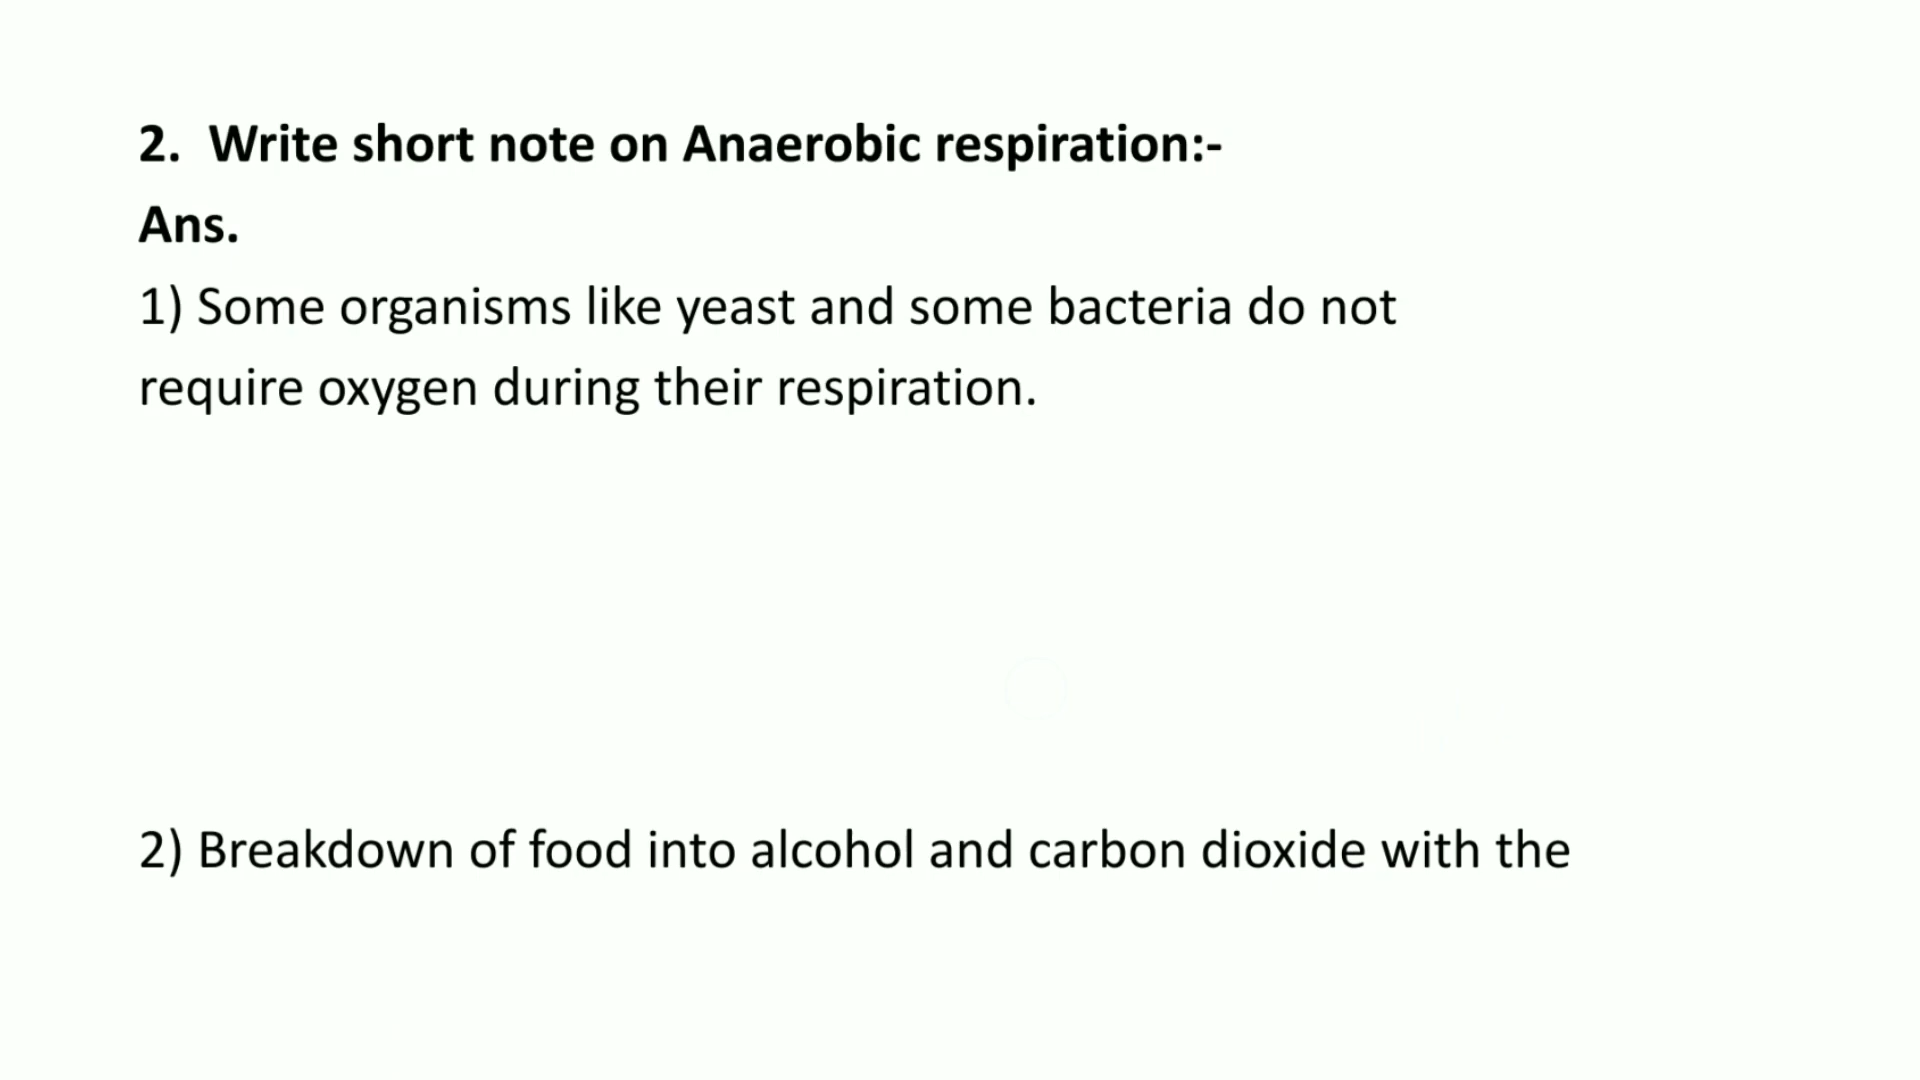 2. Write short note on Anaerobic respiration:-
Ans.
1) Some organisms like yeast and some bacteria do not
require oxygen during their respiration.
2) Breakdown of food into alcohol and carbon dioxide with the